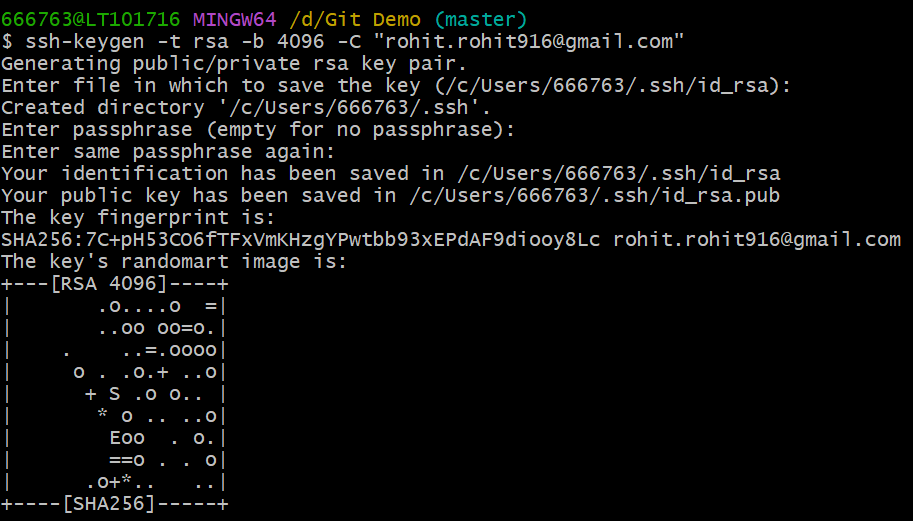 666763@LT101716 MINGW64 /d/Git Demo (master)
$ ssh-keygen -t rsa -b 4096 -C "rohit.rohit916@gmail.com"
Generating public/private rsa key pair.
Enter file in which to save the key (/c/Users/666763/.ssh/id_rsa):
Created directory '/c/Users/666763/.ssh'.
Enter passphrase (empty for no passphrase):
Enter same passphrase again:
Your identification has been saved in /c/Users/666763/.ssh/id_rsa
Your public key has been saved in /c/Users/666763/.ssh/id_rsa.pub
The key fingerprint is:
SHA256:7C+pH53CO6fTFxVmKHzgYPwtbb93xEPdAF9diooy8Lc rohit.rohit916@gmail.com
The key's randomart image is:
+---[RSA 4096]----+
|       .o....o  =|
|       ..oo oo=o.|
|    .    ..=.oooo|
|     o . .o.+ ..o|
|      + S .o o.. |
|       * o .. ..o|
|        Eoo  . o.|
|        ==o . . o|
|      .o+*..   ..|
+----[SHA256]-----+